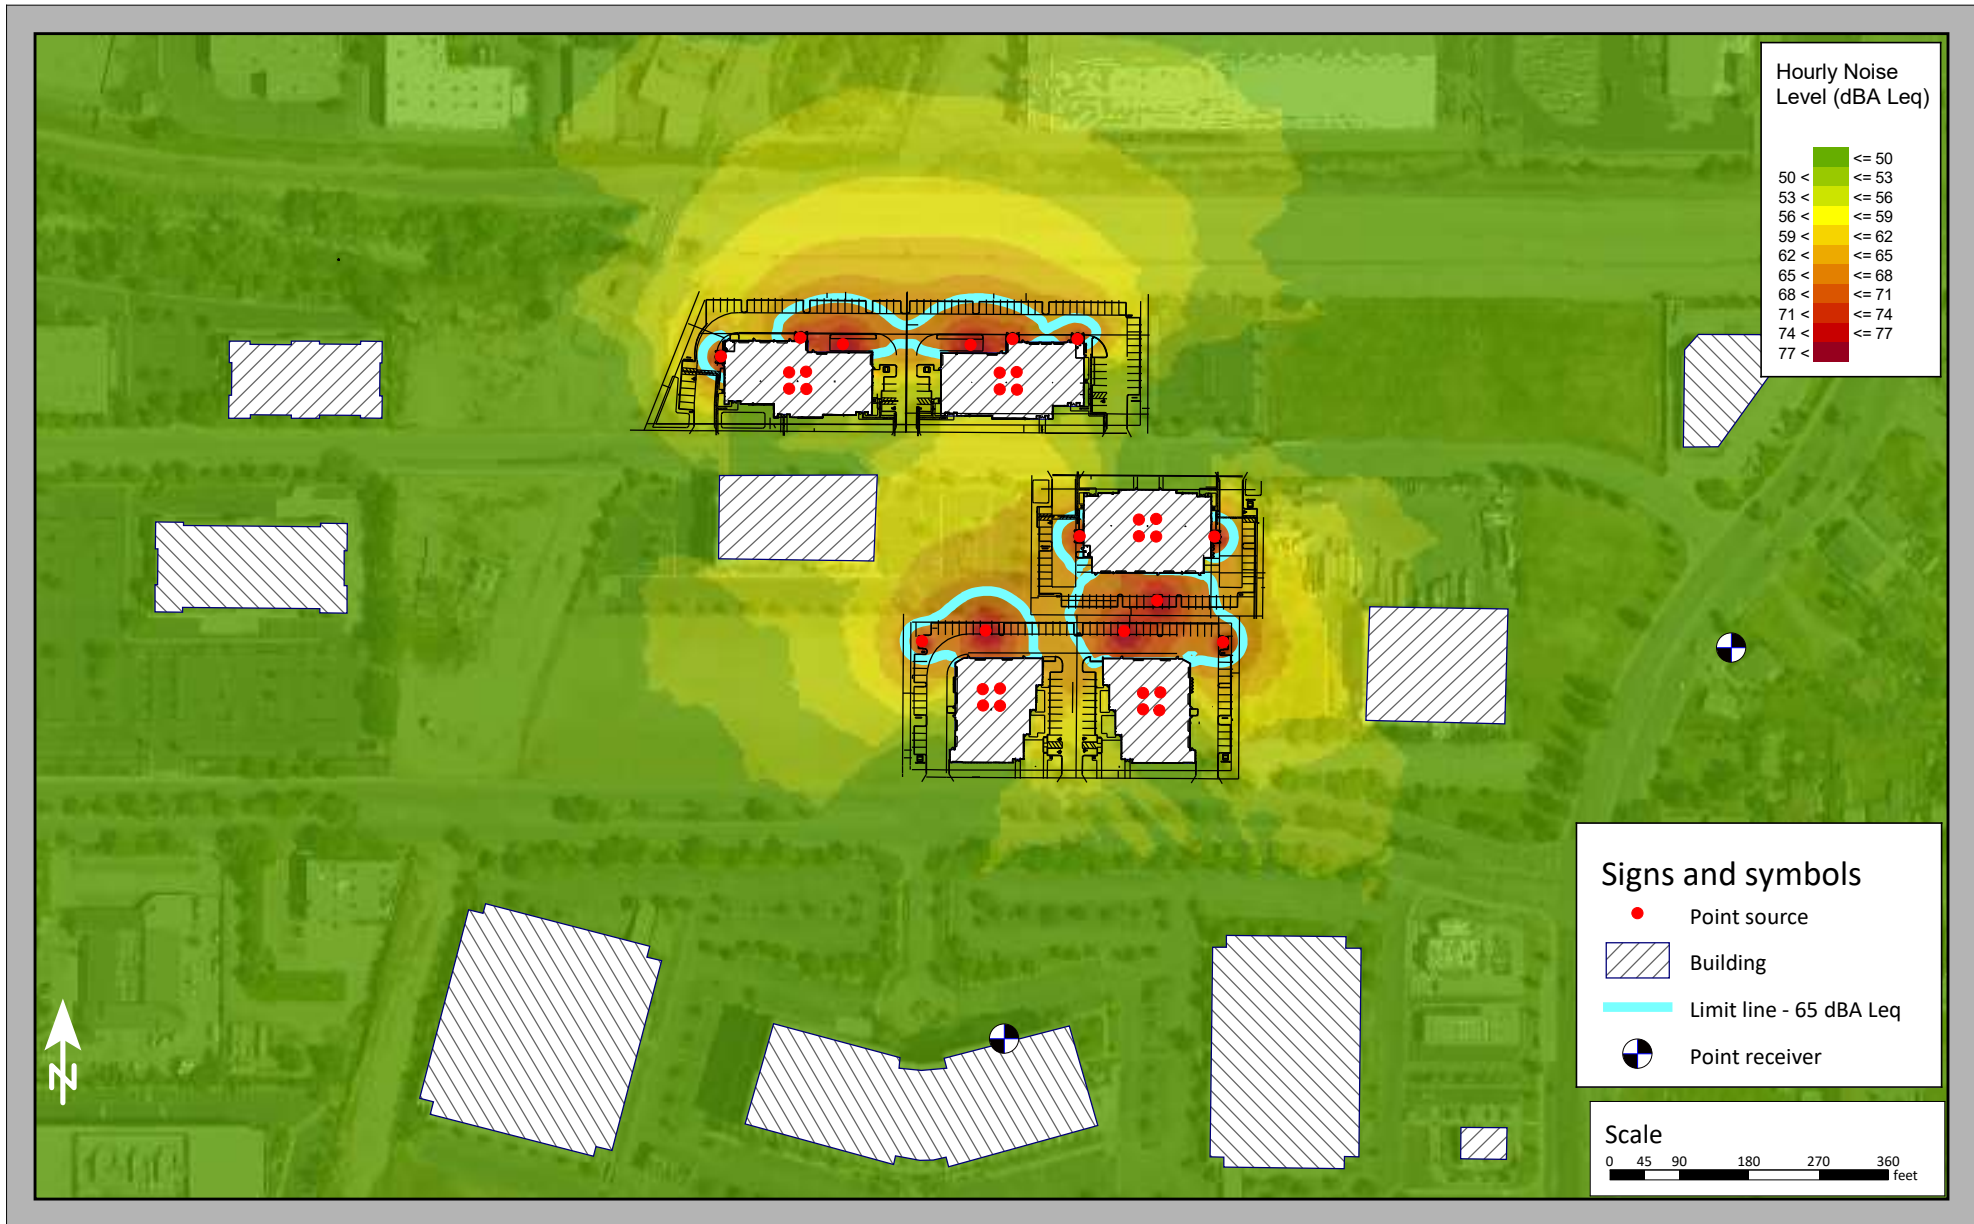 Hourly Noise
Level (dBA Leq)
<= 50
50 < <= 53
53 < <= 56
56 < <= 59
59 < <= 62
62 < <= 65
65 < <= 68
68 < <= 71
71 < <= 74
74 < <= 77
77 <
Signs and symbols
Point source
Building
Limit line - 65 dBA Leq
Point receiver
N
Scale
0 45 90 180 270 360
feet